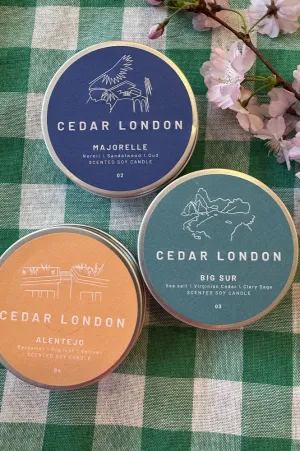 CEDAR LONDON
MAJORELLE
Neroli | Sandalwood | Oud
SCENTED SOY CANDLE
02
CEDAR LONDON
BIG SUR
Sea salt | Virginian Cedar | Clary Sage
SCENTED SOY CANDLE
03
CEDAR LONDON
ALENTEJO
SCENTED SOY CANDLE
04